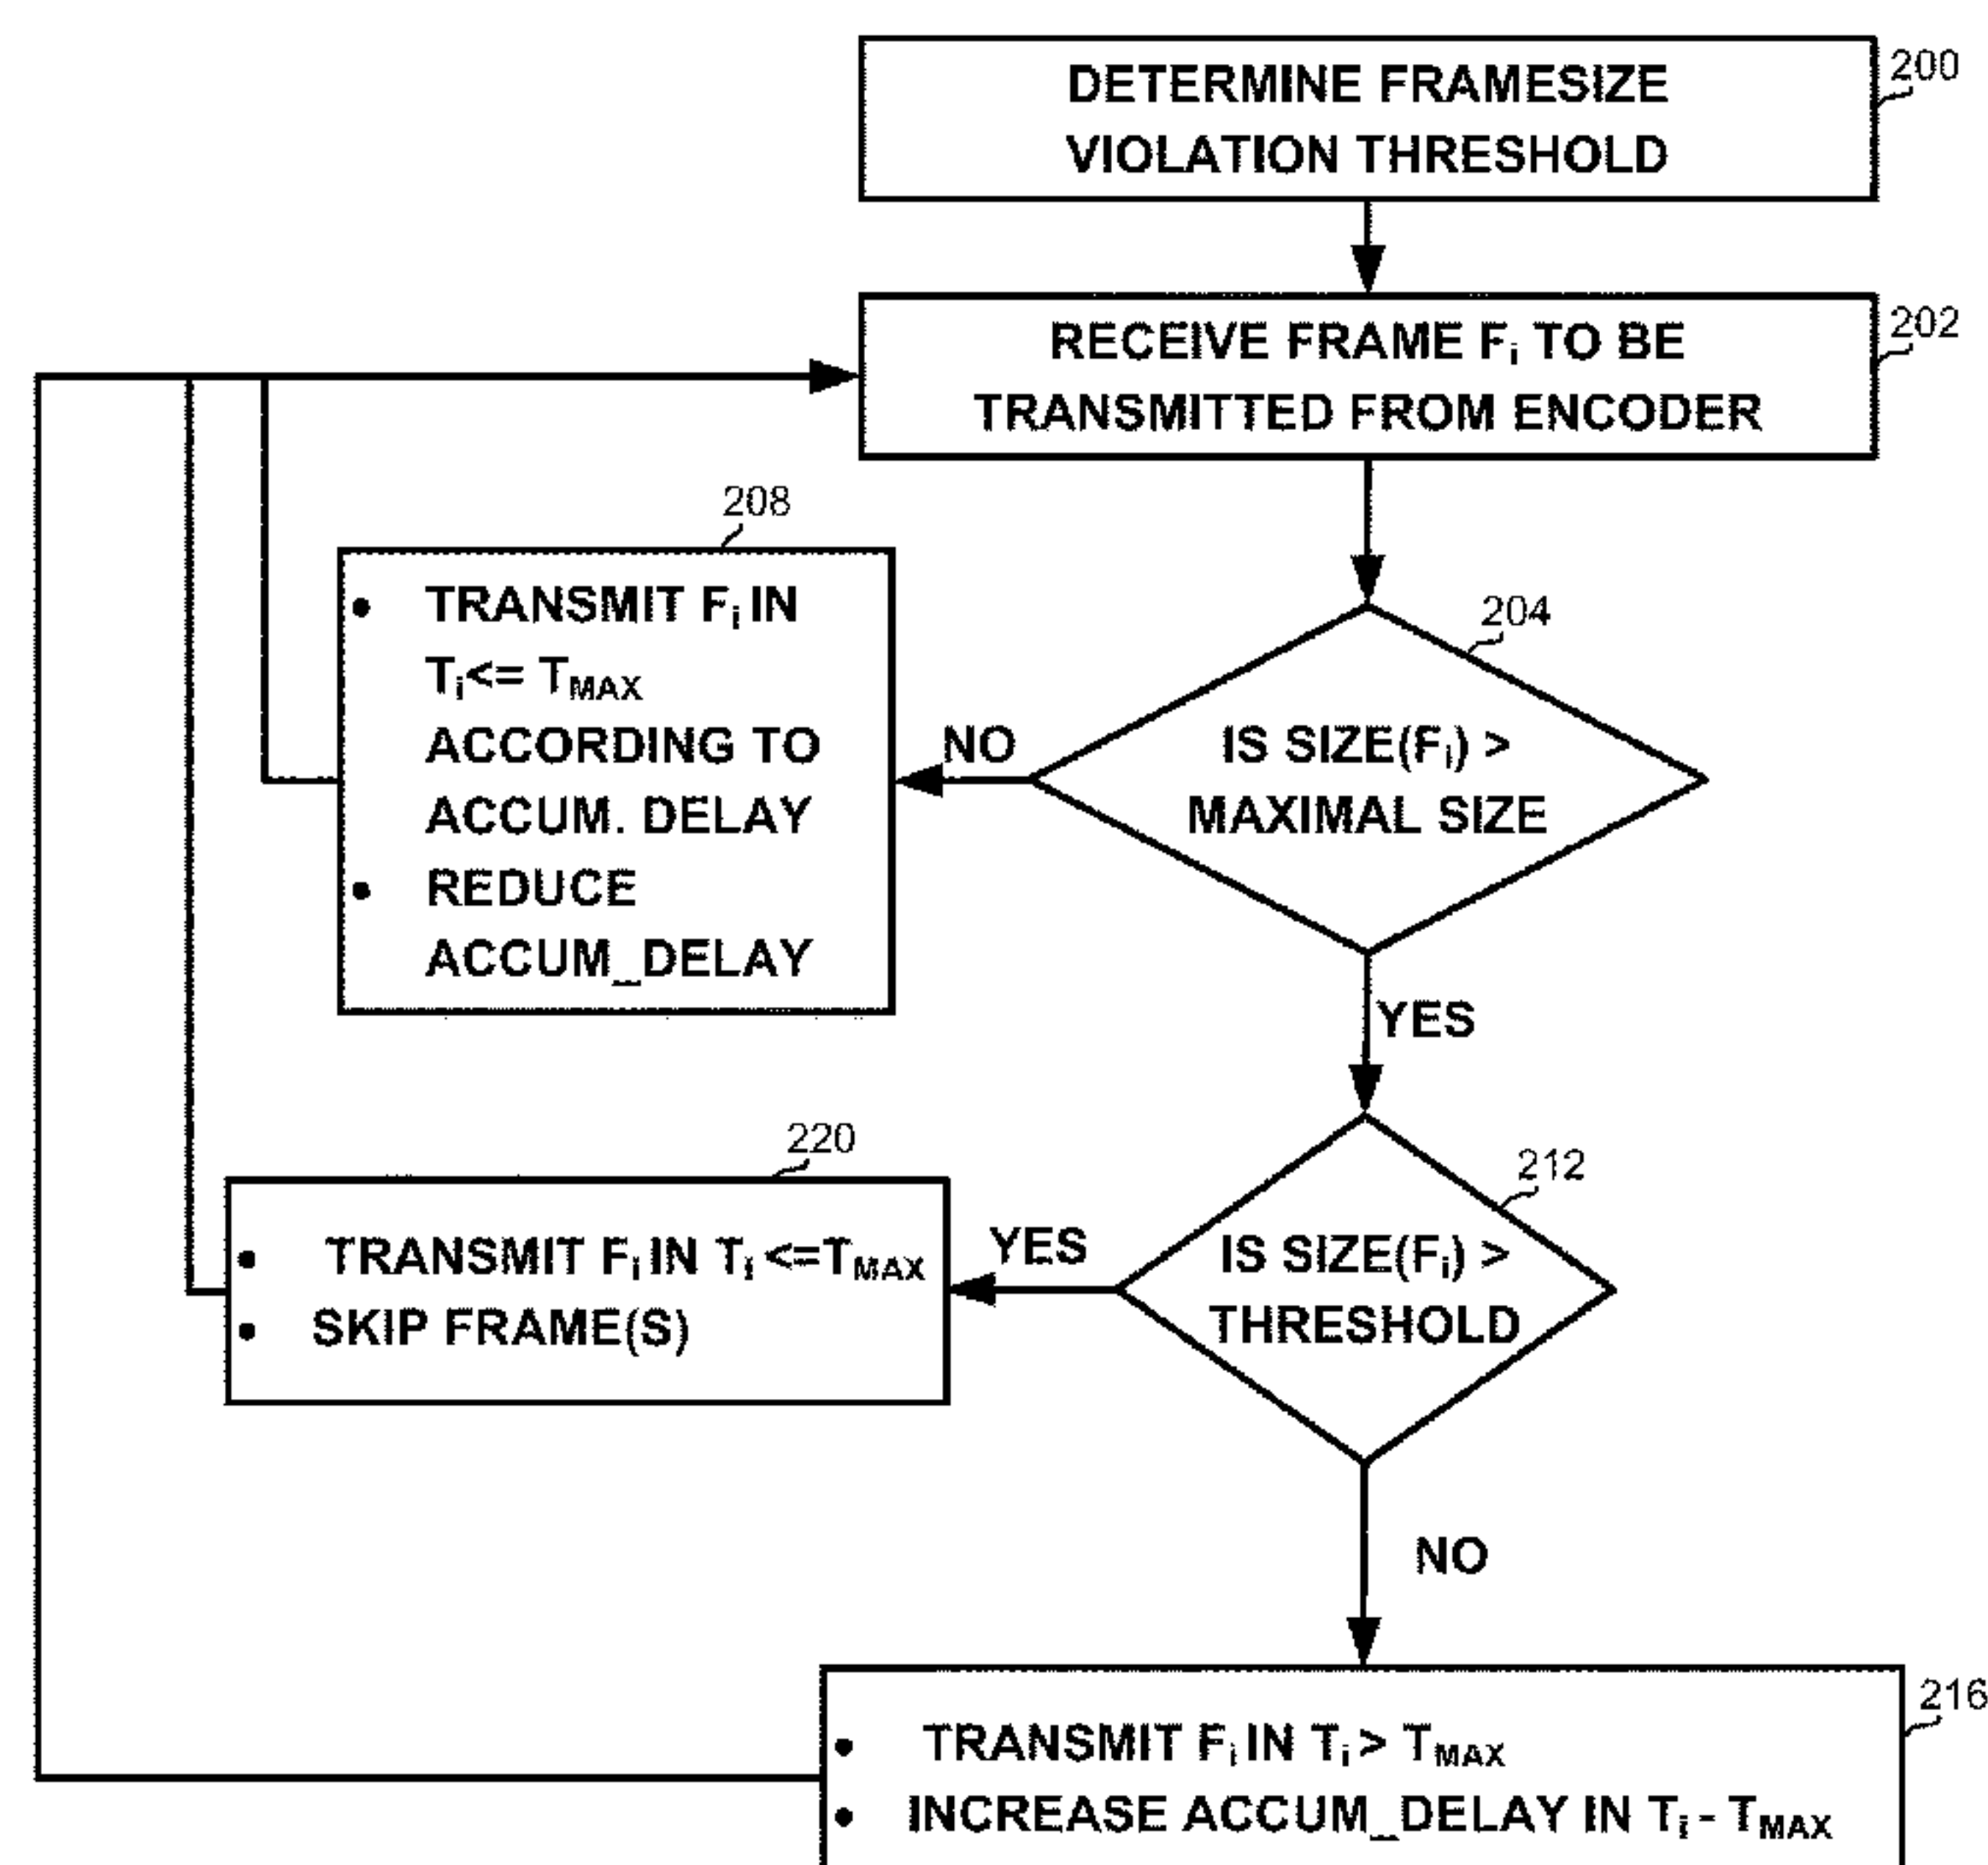 DETERMINE FRAMESIZE
VIOLATION THRESHOLD
200
RECEIVE FRAME Fi TO BE
TRANSMITTED FROM ENCODER
202
208
• TRANSMIT Fi IN
Ti<= TMAX
ACCORDING TO
ACCUM. DELAY
• REDUCE
ACCUM_DELAY
204
NO
IS SIZE(Fi) >
MAXIMAL SIZE
YES
220
• TRANSMIT Fi IN Ti <=TMAX
• SKIP FRAME(S)
YES
212
IS SIZE(Fi) >
THRESHOLD
NO
216
• TRANSMIT Fi IN Ti > TMAX
• INCREASE ACCUM_DELAY IN Ti - TMAX